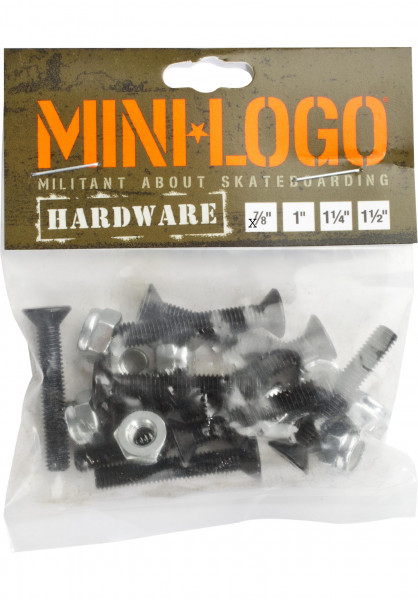 MINI★LOGO®
MILITANT ABOUT SKATEBOARDING
HARDWARE x 7/8" 1" 1¼" 1½"